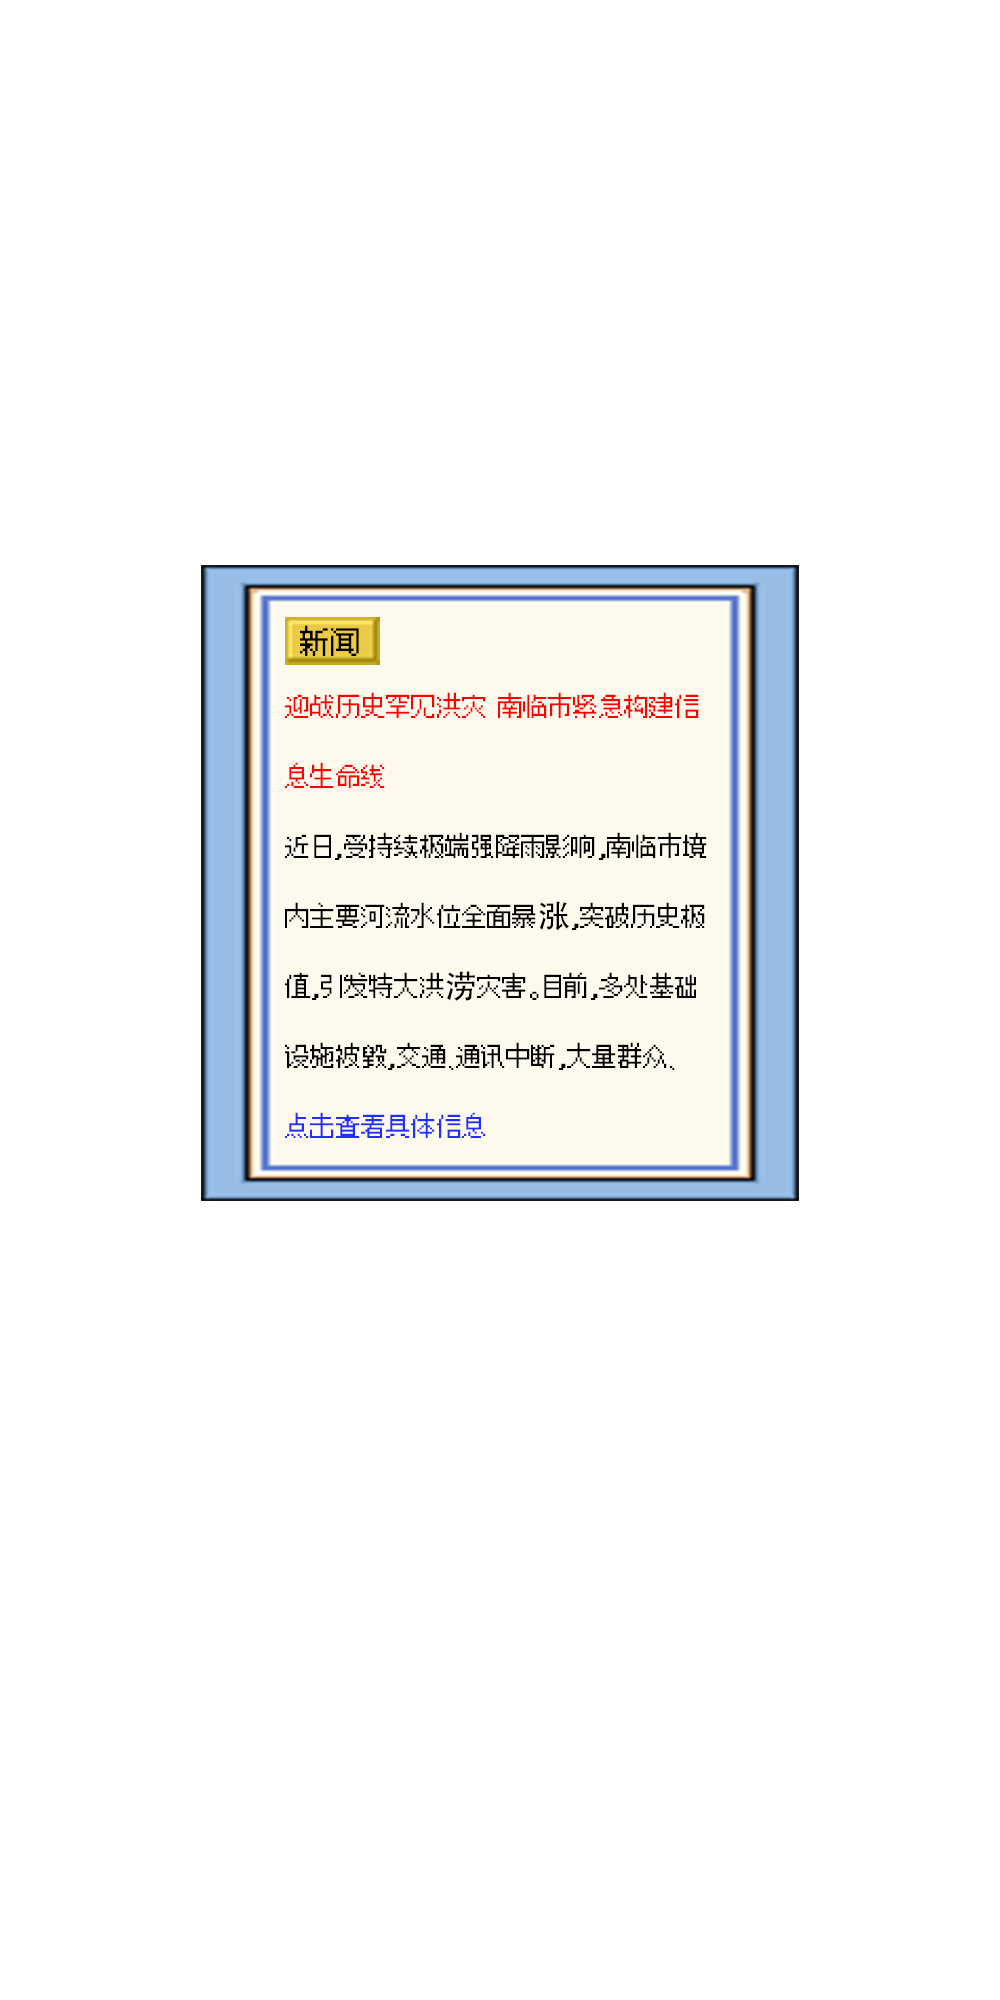 新闻
迎战历史罕见洪灾 南临市紧急构建信
息生命线
近日,受持续极端强降雨影响,南临市境
内主要河流水位全面暴涨,突破历史极
值,引发特大洪涝灾害。目前,多处基础
设施被毁,交通、通讯中断,大量群众、
点击查看具体信息